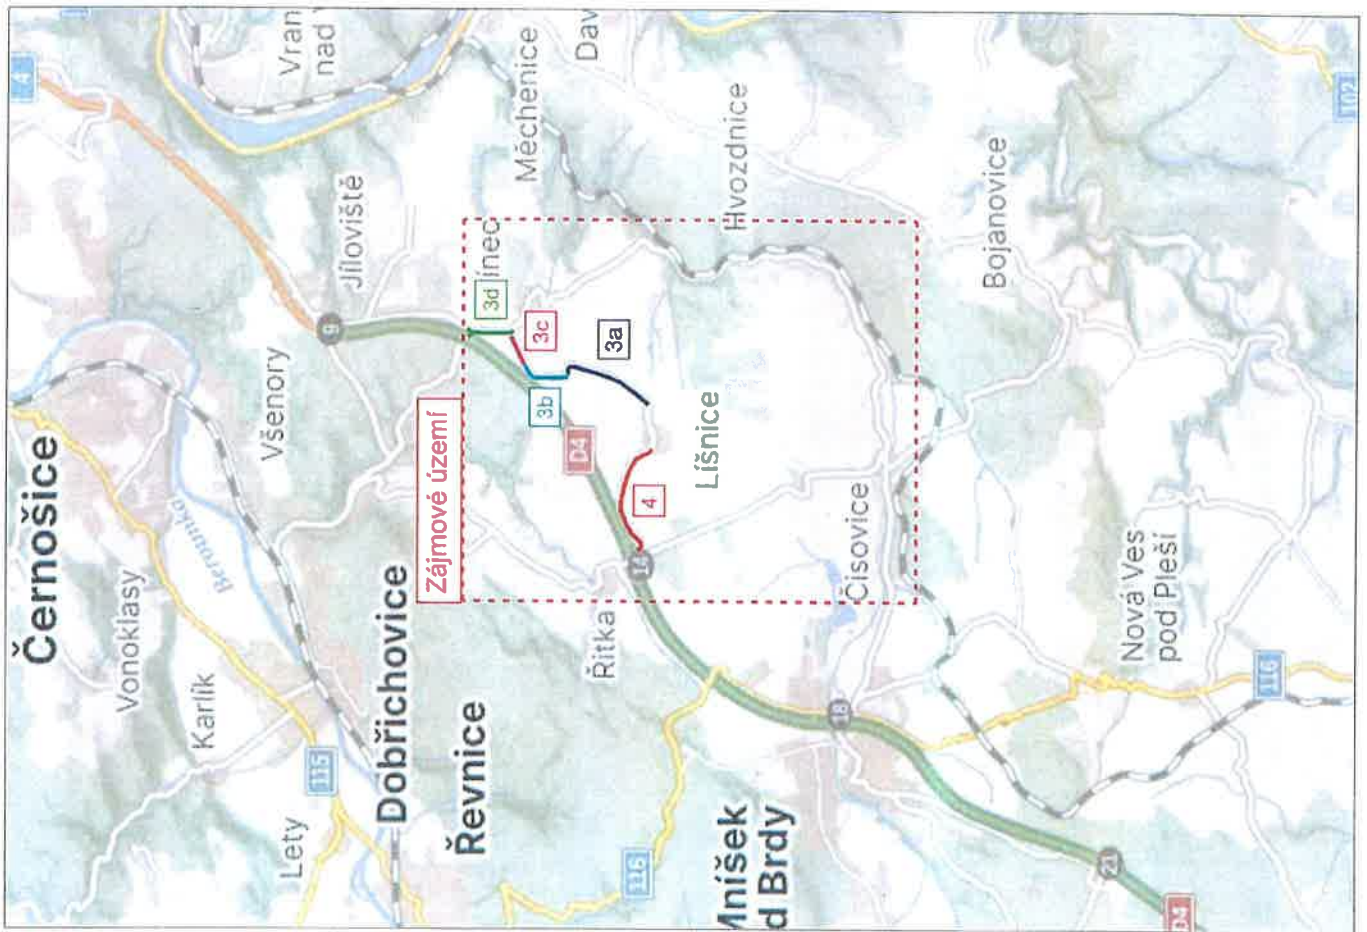 4
Černošice
Vonoklasy
Karlík
Berounka
Všenory
Lety
Vran
nad
115
9
Jíloviště
Dobřichovice
Zájmové území
Řevnice
3d
ínec
Měchenice
3c
3b
D4
Dav
Řitka
3a
116
14
4
Líšnice
Mníšek
d Brdy
Hvozdnice
18
Čisovice
Bojanovice
21
Nová Ves
pod Pleší
D4
116
102